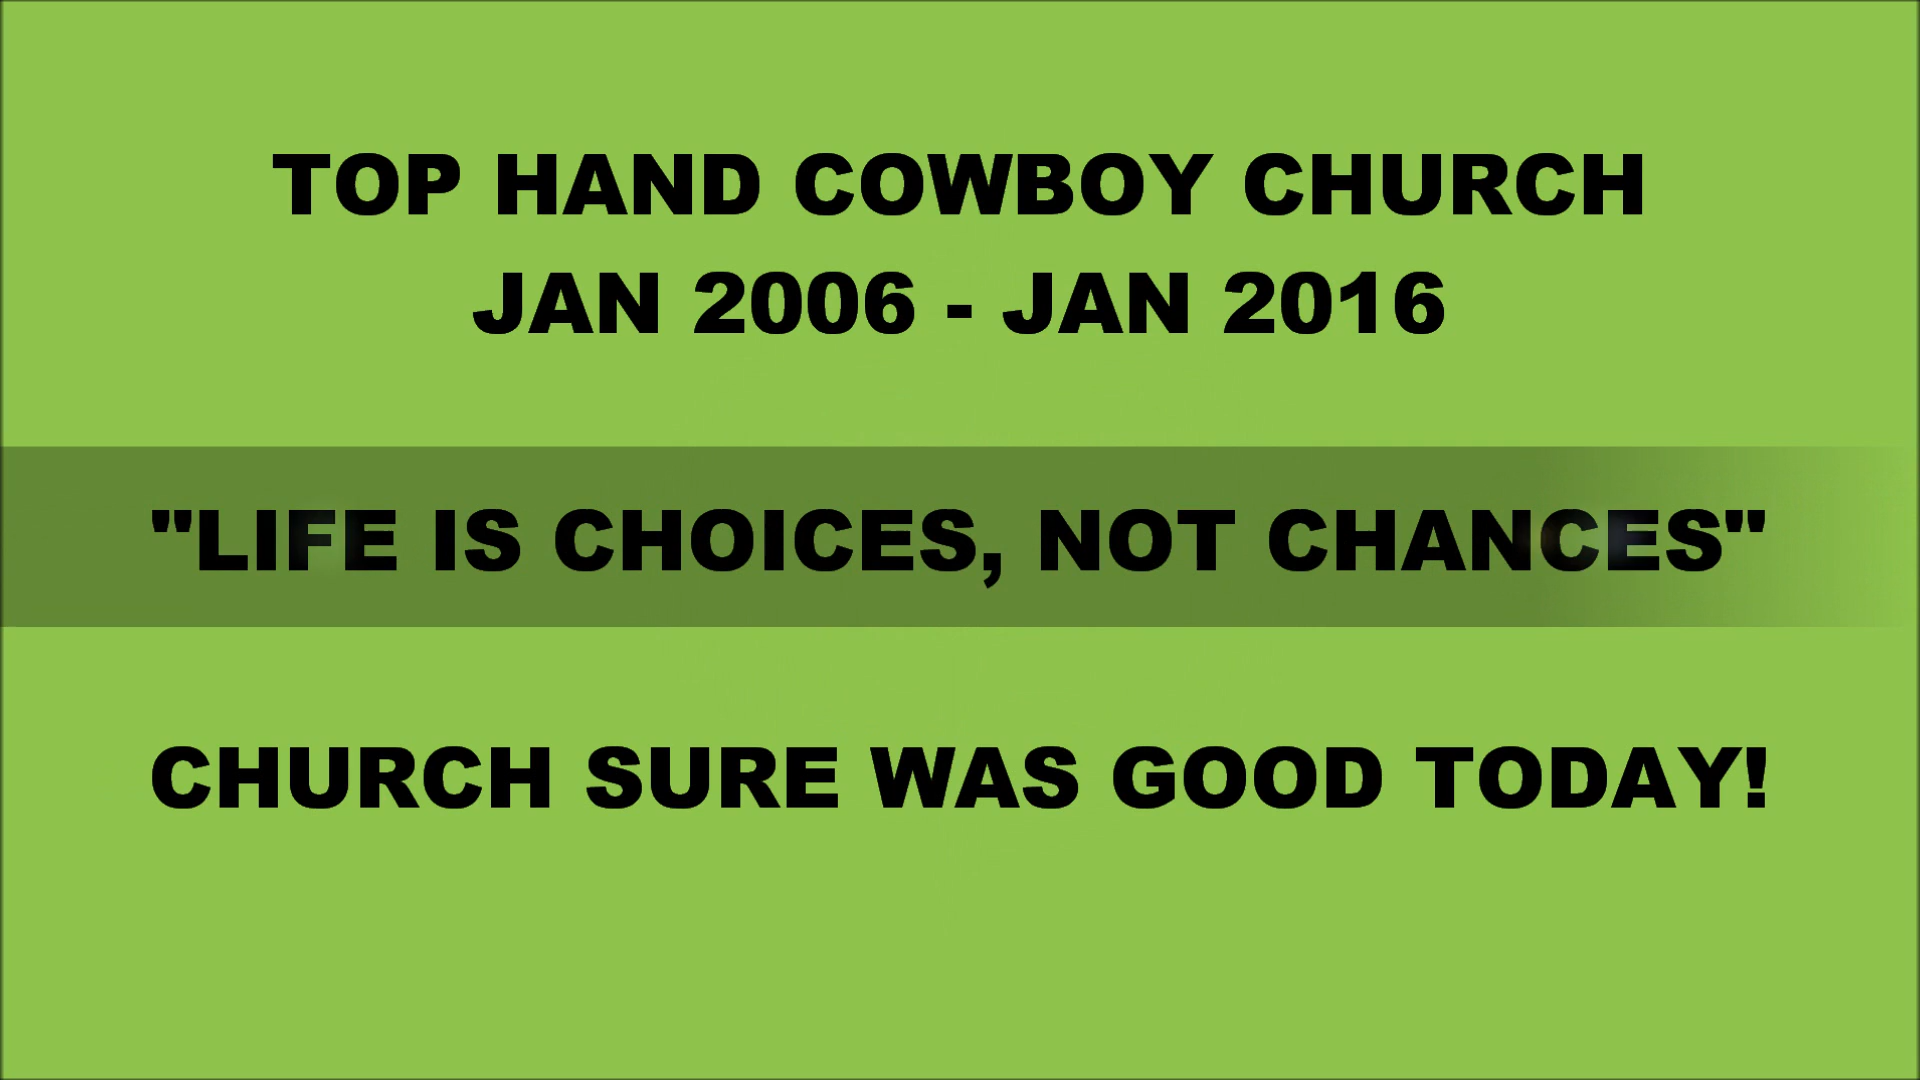 TOP HAND COWBOY CHURCH
JAN 2006 - JAN 2016
"LIFE IS CHOICES, NOT CHANCES"
CHURCH SURE WAS GOOD TODAY!